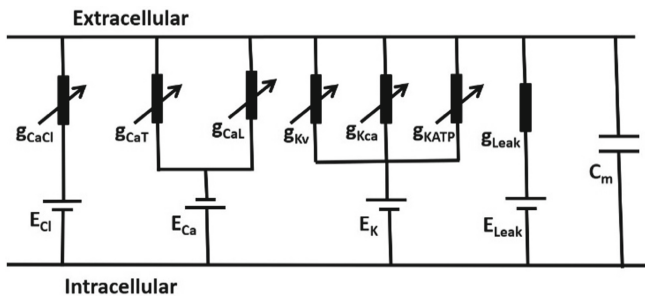 Extracellular
gCaCl
gCaT
gCaL
gKv
gKca
gKATP
gLeak
Cm
ECl
ECa
EK
ELeak
Intracellular